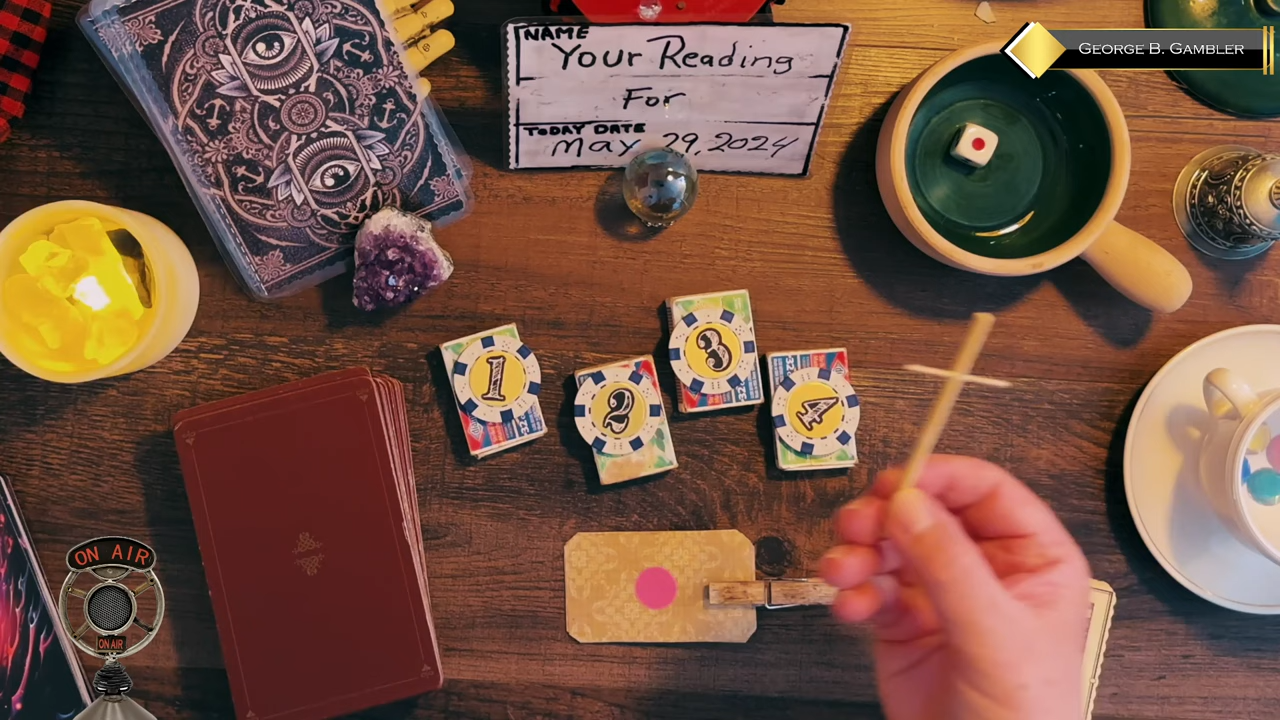 NAME
Your Reading
For
TODAY DATE
May 29, 2024
GEORGE B. GAMBLER
1
2
3
4
ON AIR
ON AIR